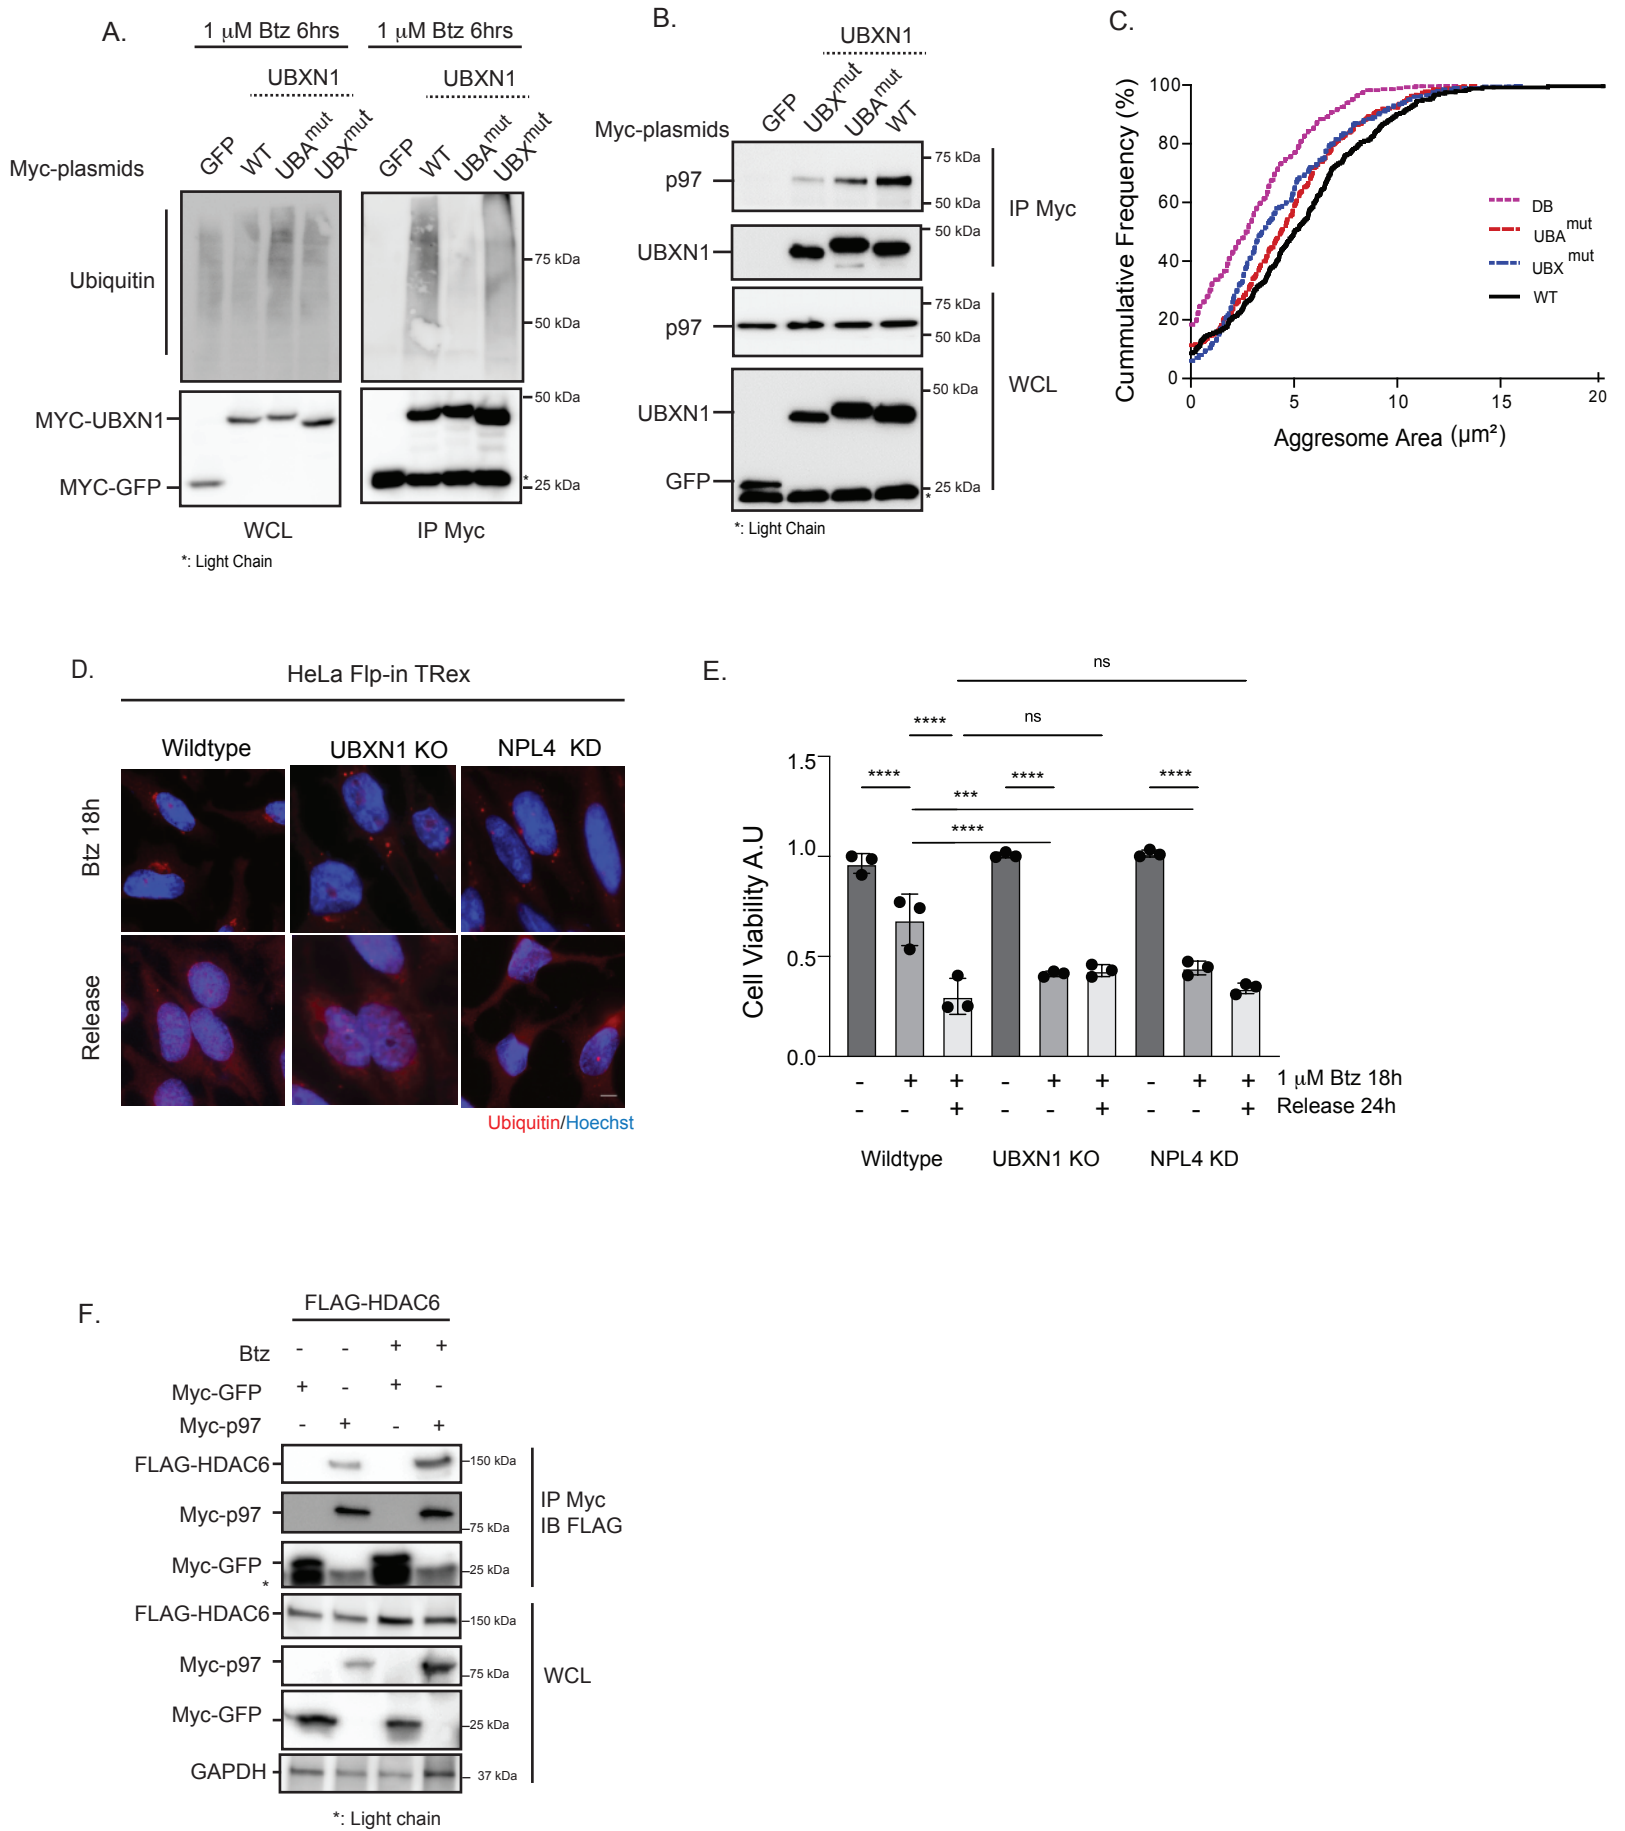 A.
1 µM Btz 6hrs
1 µM Btz 6hrs
UBXN1
UBXN1
Myc-plasmids
GFP
WT
UBAmut
UBXmut
GFP
WT
UBAmut
UBXmut
Ubiquitin
75 kDa
50 kDa
MYC-UBXN1
50 kDa
MYC-GFP
*
25 kDa
WCL
IP Myc
*: Light Chain
B.
UBXN1
Myc-plasmids
GFP
UBXmut
UBAmut
WT
p97
75 kDa
50 kDa
UBXN1
50 kDa
IP Myc
p97
75 kDa
50 kDa
UBXN1
50 kDa
WCL
GFP
25 kDa
*
*: Light Chain
C.
Cummulative Frequency (%)
100
80
60
40
20
0
0
5
10
15
20
Aggresome Area (µm²)
DB
UBA mut
UBX mut
WT
D.
HeLa Flp-in TRex
Wildtype
UBXN1 KO
NPL4 KD
Btz 18h
Release
Ubiquitin/Hoechst
E.
ns
**** ns
**** **** ****
***
****
Cell Viability A.U
1.5
1.0
0.5
0.0
- + + - + + - + + 1 µM Btz 18h
- - + - - + - - + Release 24h
Wildtype
UBXN1 KO
NPL4 KD
F.
FLAG-HDAC6
Btz - - + +
Myc-GFP + - + -
Myc-p97 - + - +
FLAG-HDAC6
150 kDa
Myc-p97
75 kDa
IP Myc
IB FLAG
Myc-GFP
*
25 kDa
FLAG-HDAC6
150 kDa
Myc-p97
75 kDa
WCL
Myc-GFP
25 kDa
GAPDH
37 kDa
*: Light chain